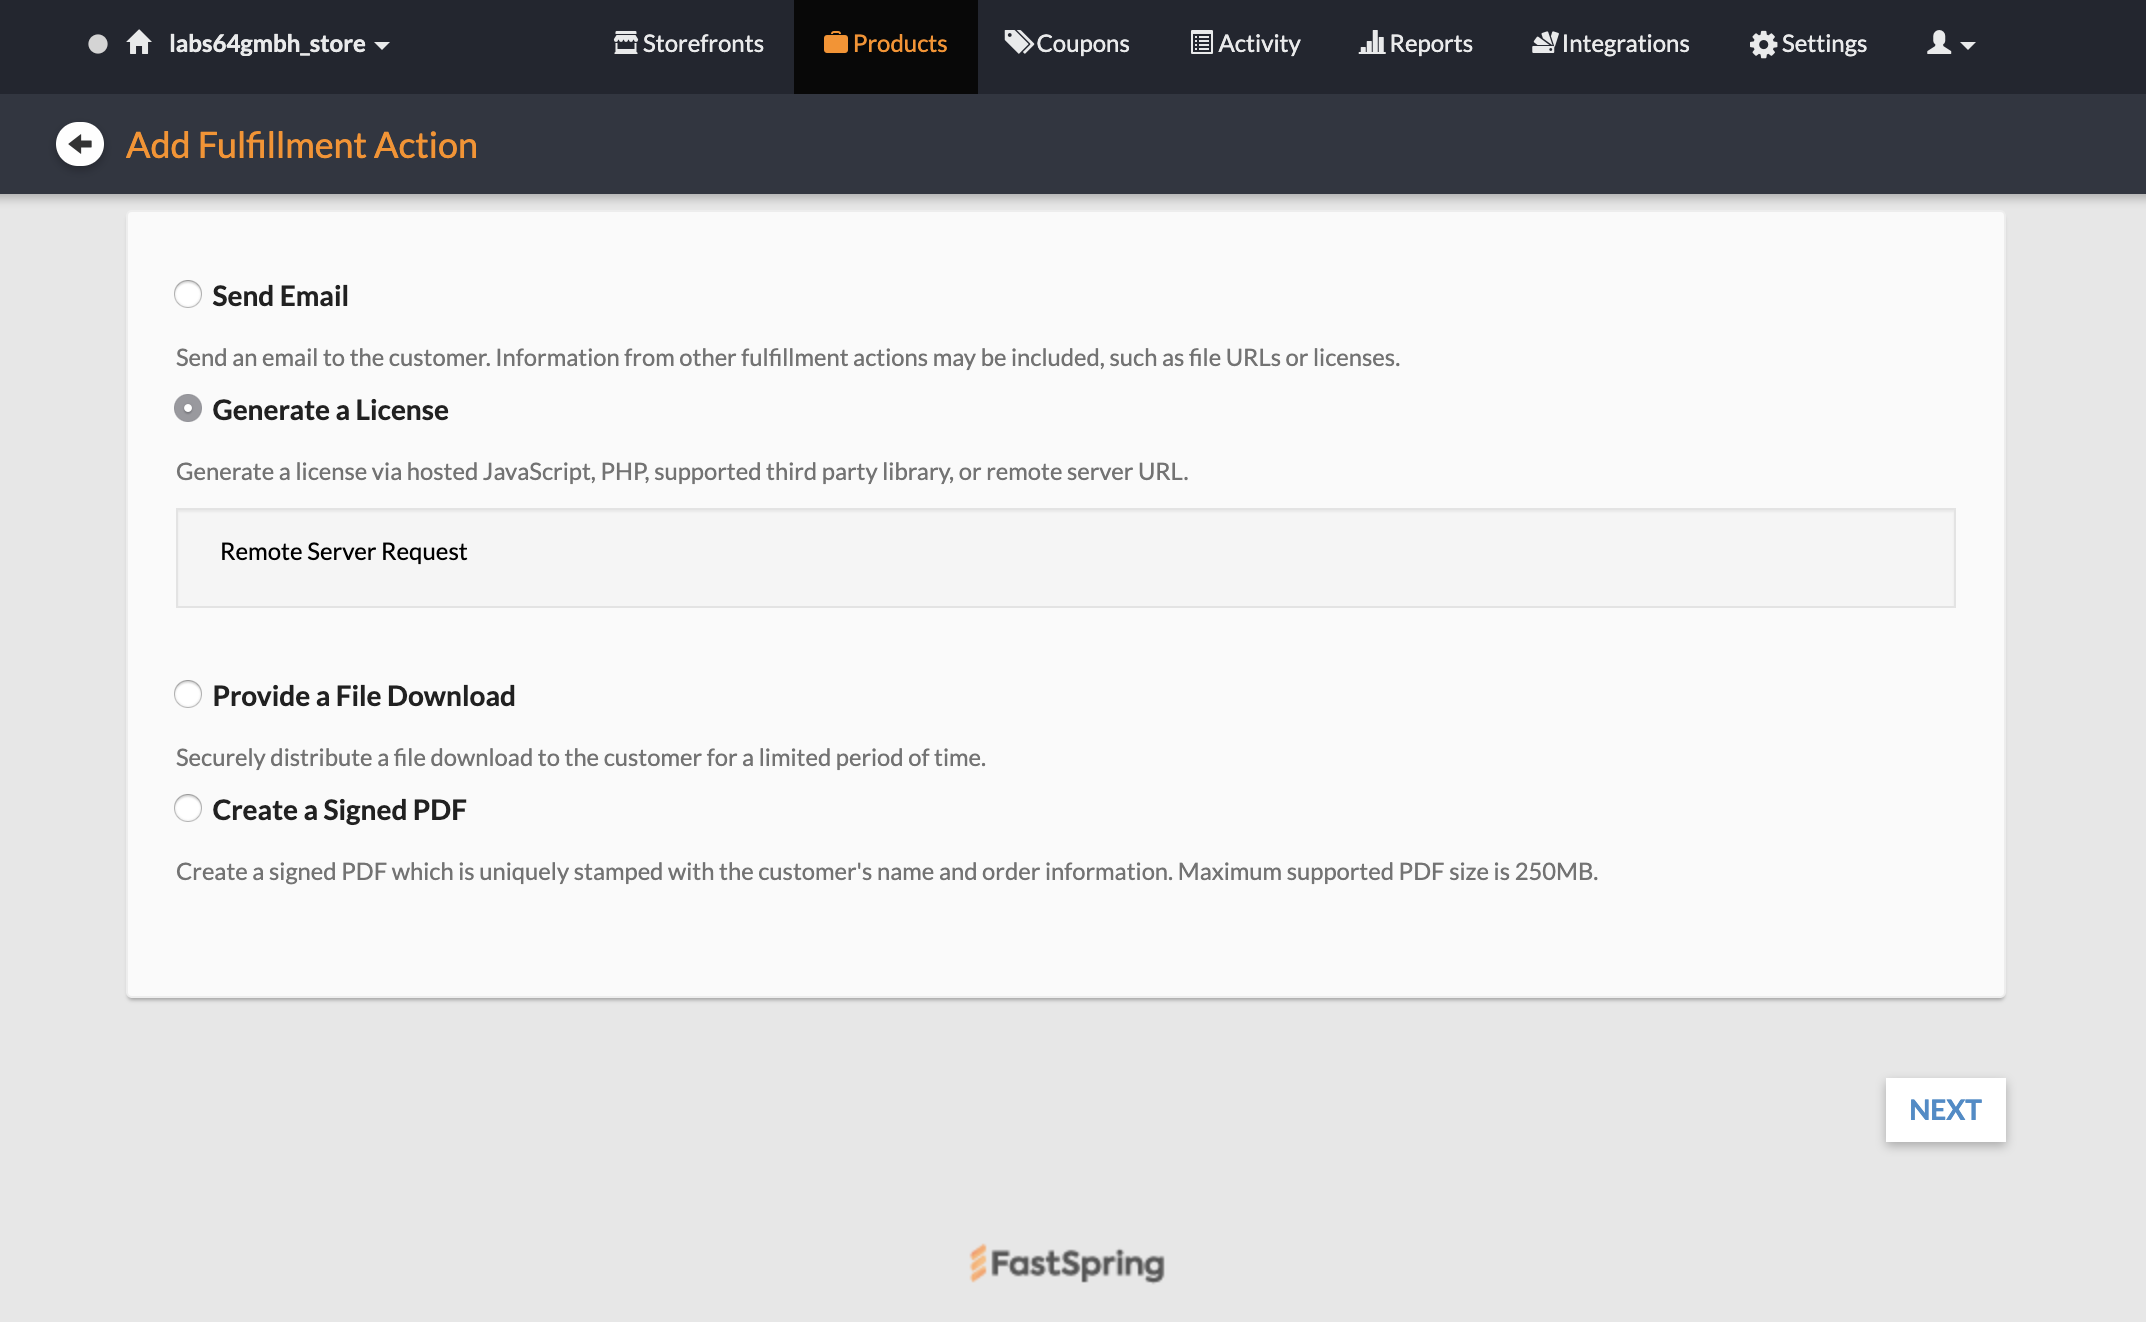 labs64gmbh_store Storefronts Products Coupons Activity Reports Integrations Settings
Add Fulfillment Action
Send Email
Send an email to the customer. Information from other fulfillment actions may be included, such as file URLs or licenses.
Generate a License
Generate a license via hosted JavaScript, PHP, supported third party library, or remote server URL.
Remote Server Request
Provide a File Download
Securely distribute a file download to the customer for a limited period of time.
Create a Signed PDF
Create a signed PDF which is uniquely stamped with the customer's name and order information. Maximum supported PDF size is 250MB.
NEXT
FastSpring